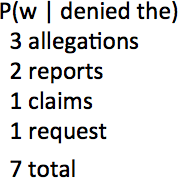 P(w | denied the)
3 allegations
2 reports
1 claims
1 request
7 total